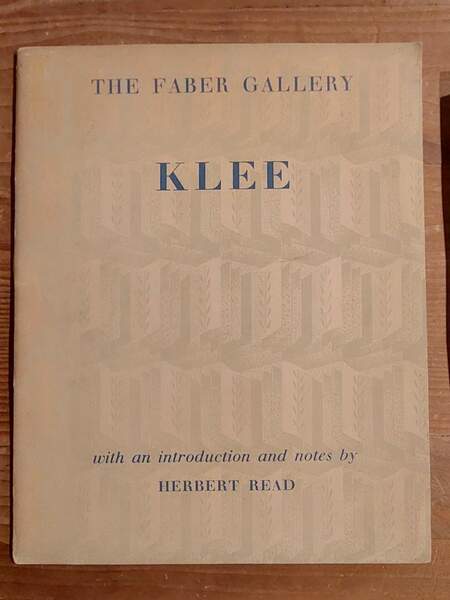 THE FABER GALLERY
KLEE
with an introduction and notes by
HERBERT READ